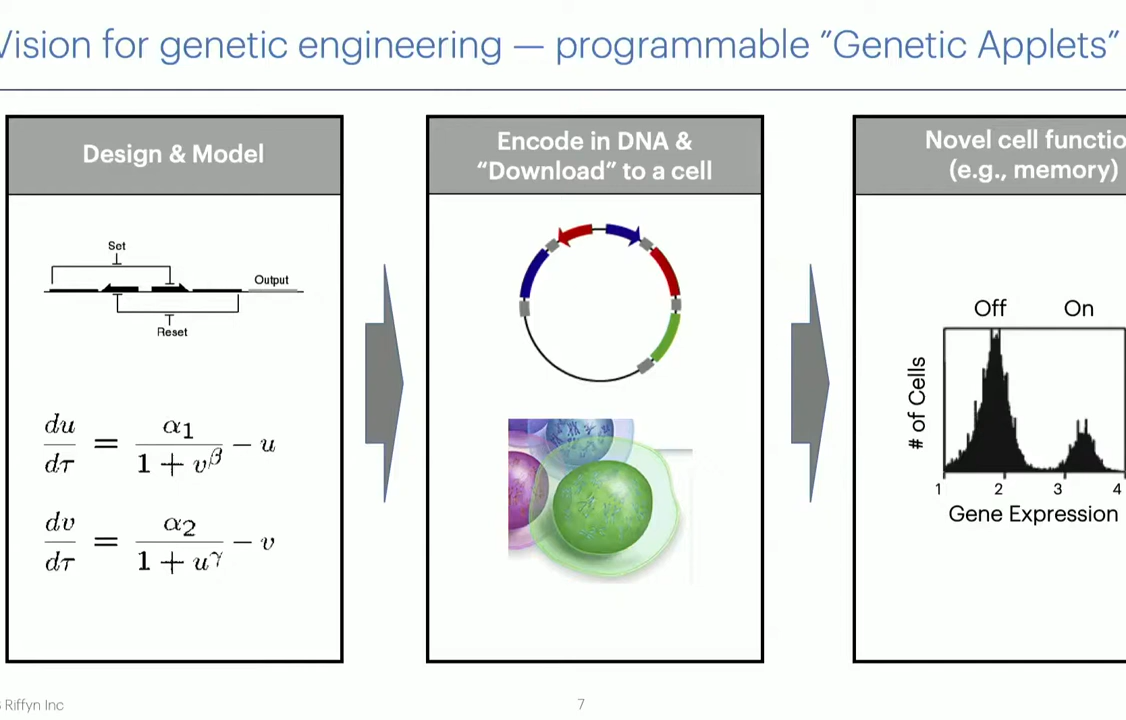 Vision for genetic engineering — programmable “Genetic Applets”
Design & Model
Set
Output
Reset
du/dτ = α₁/(1 + v^β) − u
dv/dτ = α₂/(1 + u^γ) − v
Encode in DNA &
“Download” to a cell
Novel cell functio
(e.g., memory)
Off On
# of Cells
1 2 3 4
Gene Expression
Riffyn Inc
7